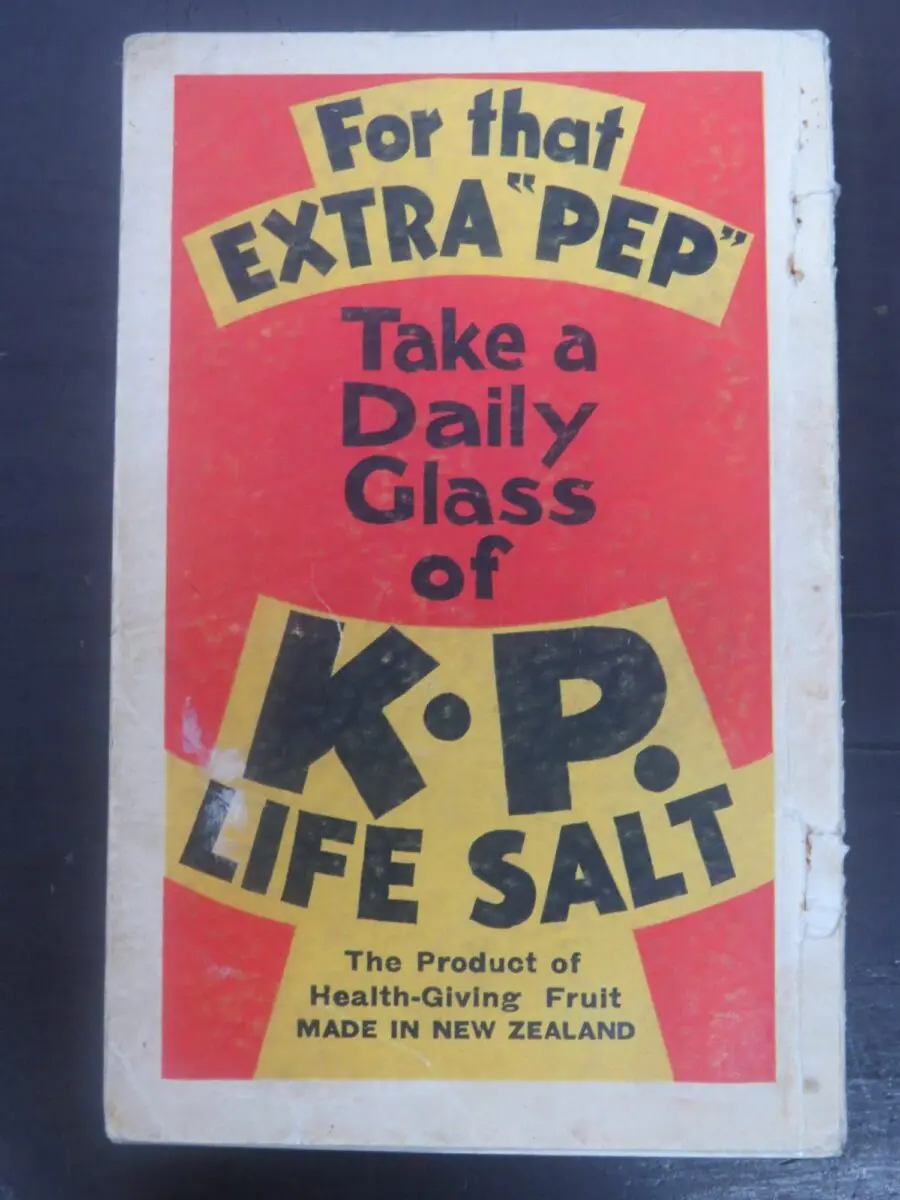 For that
EXTRA "PEP"
Take a
Daily
Glass
of
K·P.
LIFE SALT
The Product of
Health-Giving Fruit
MADE IN NEW ZEALAND